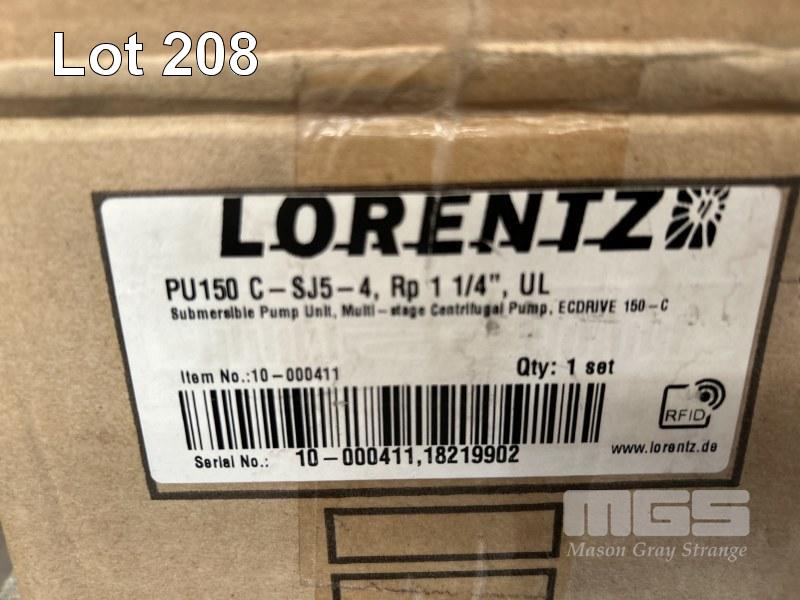 Lot 208
LORENTZ
PU150 C-SJ5-4, Rp 1 1/4", UL
Submersible Pump Unit, Multi-stage Centrifugal Pump, ECDRIVE 150-C
Item No.:10-000411
Qty: 1 set
RFID
www.lorentz.de
Serial No.: 10-000411,18219902
MGS
Mason Gray Strange